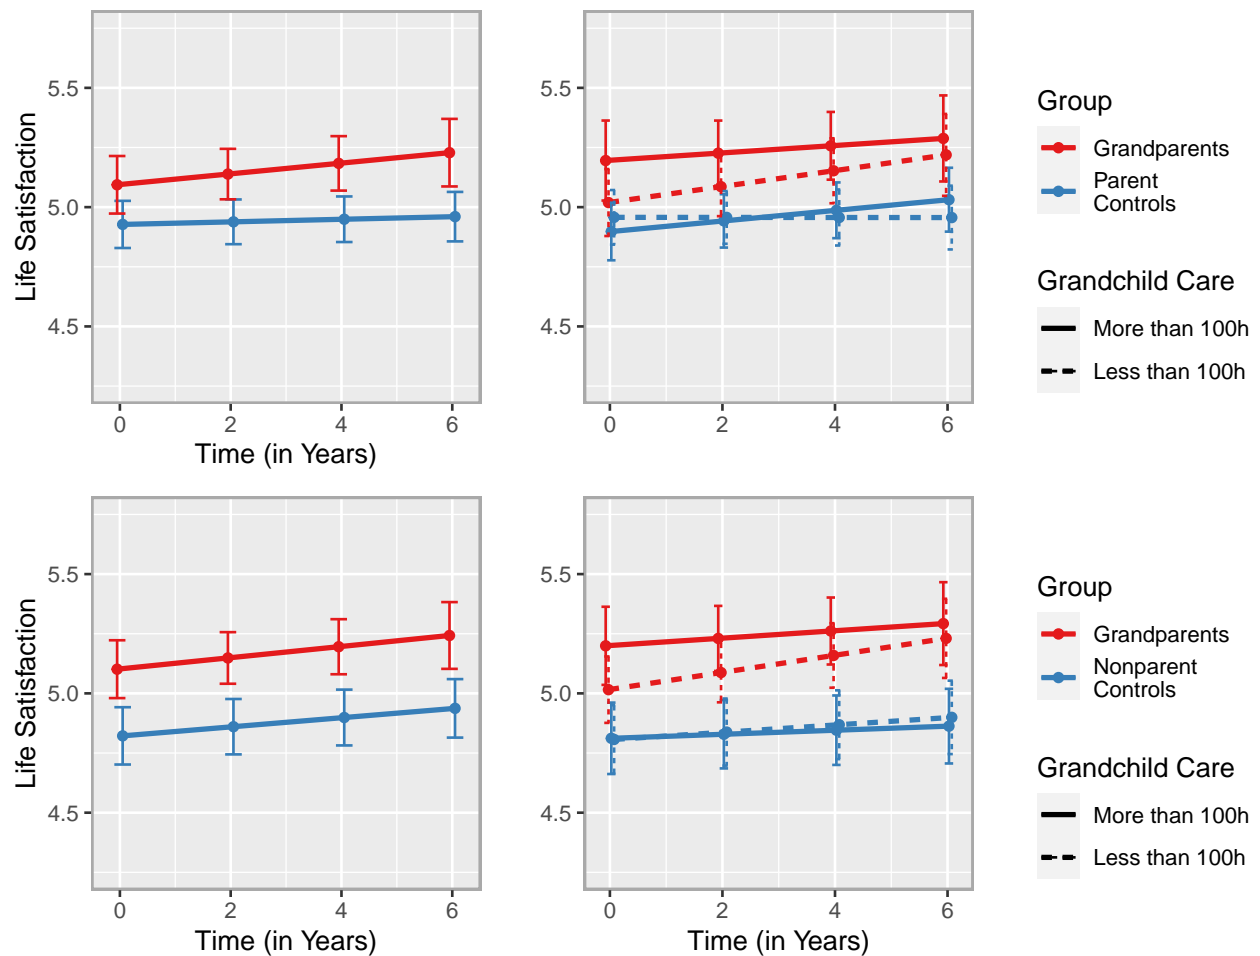 Life Satisfaction
5.5
5.0
4.5
0 2 4 6
Time (in Years)
0 2 4 6
Group
Grandparents
Parent
Controls
Grandchild Care
More than 100h
Less than 100h
Life Satisfaction
5.5
5.0
4.5
0 2 4 6
Time (in Years)
5.5
5.0
4.5
0 2 4 6
Time (in Years)
Group
Grandparents
Nonparent
Controls
Grandchild Care
More than 100h
Less than 100h
5.5
5.0
4.5